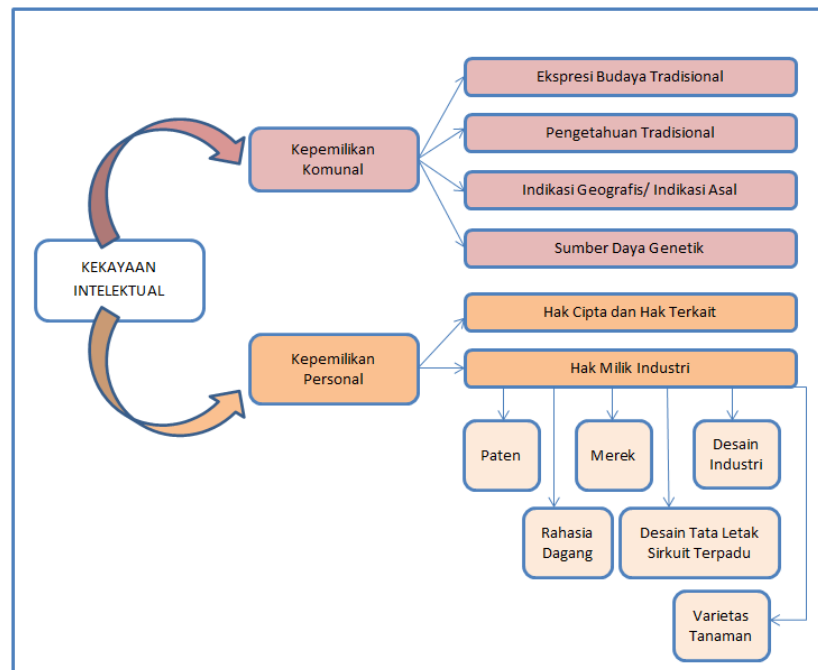 Ekspresi Budaya Tradisional
Pengetahuan Tradisional
Kepemilikan
Komunal
Indikasi Geografis/ Indikasi Asal
Sumber Daya Genetik
KEKAYAAN
INTELEKTUAL
Hak Cipta dan Hak Terkait
Kepemilikan
Personal
Hak Milik Industri
Paten
Merek
Desain
Industri
Rahasia
Dagang
Desain Tata Letak
Sirkuit Terpadu
Varietas
Tanaman